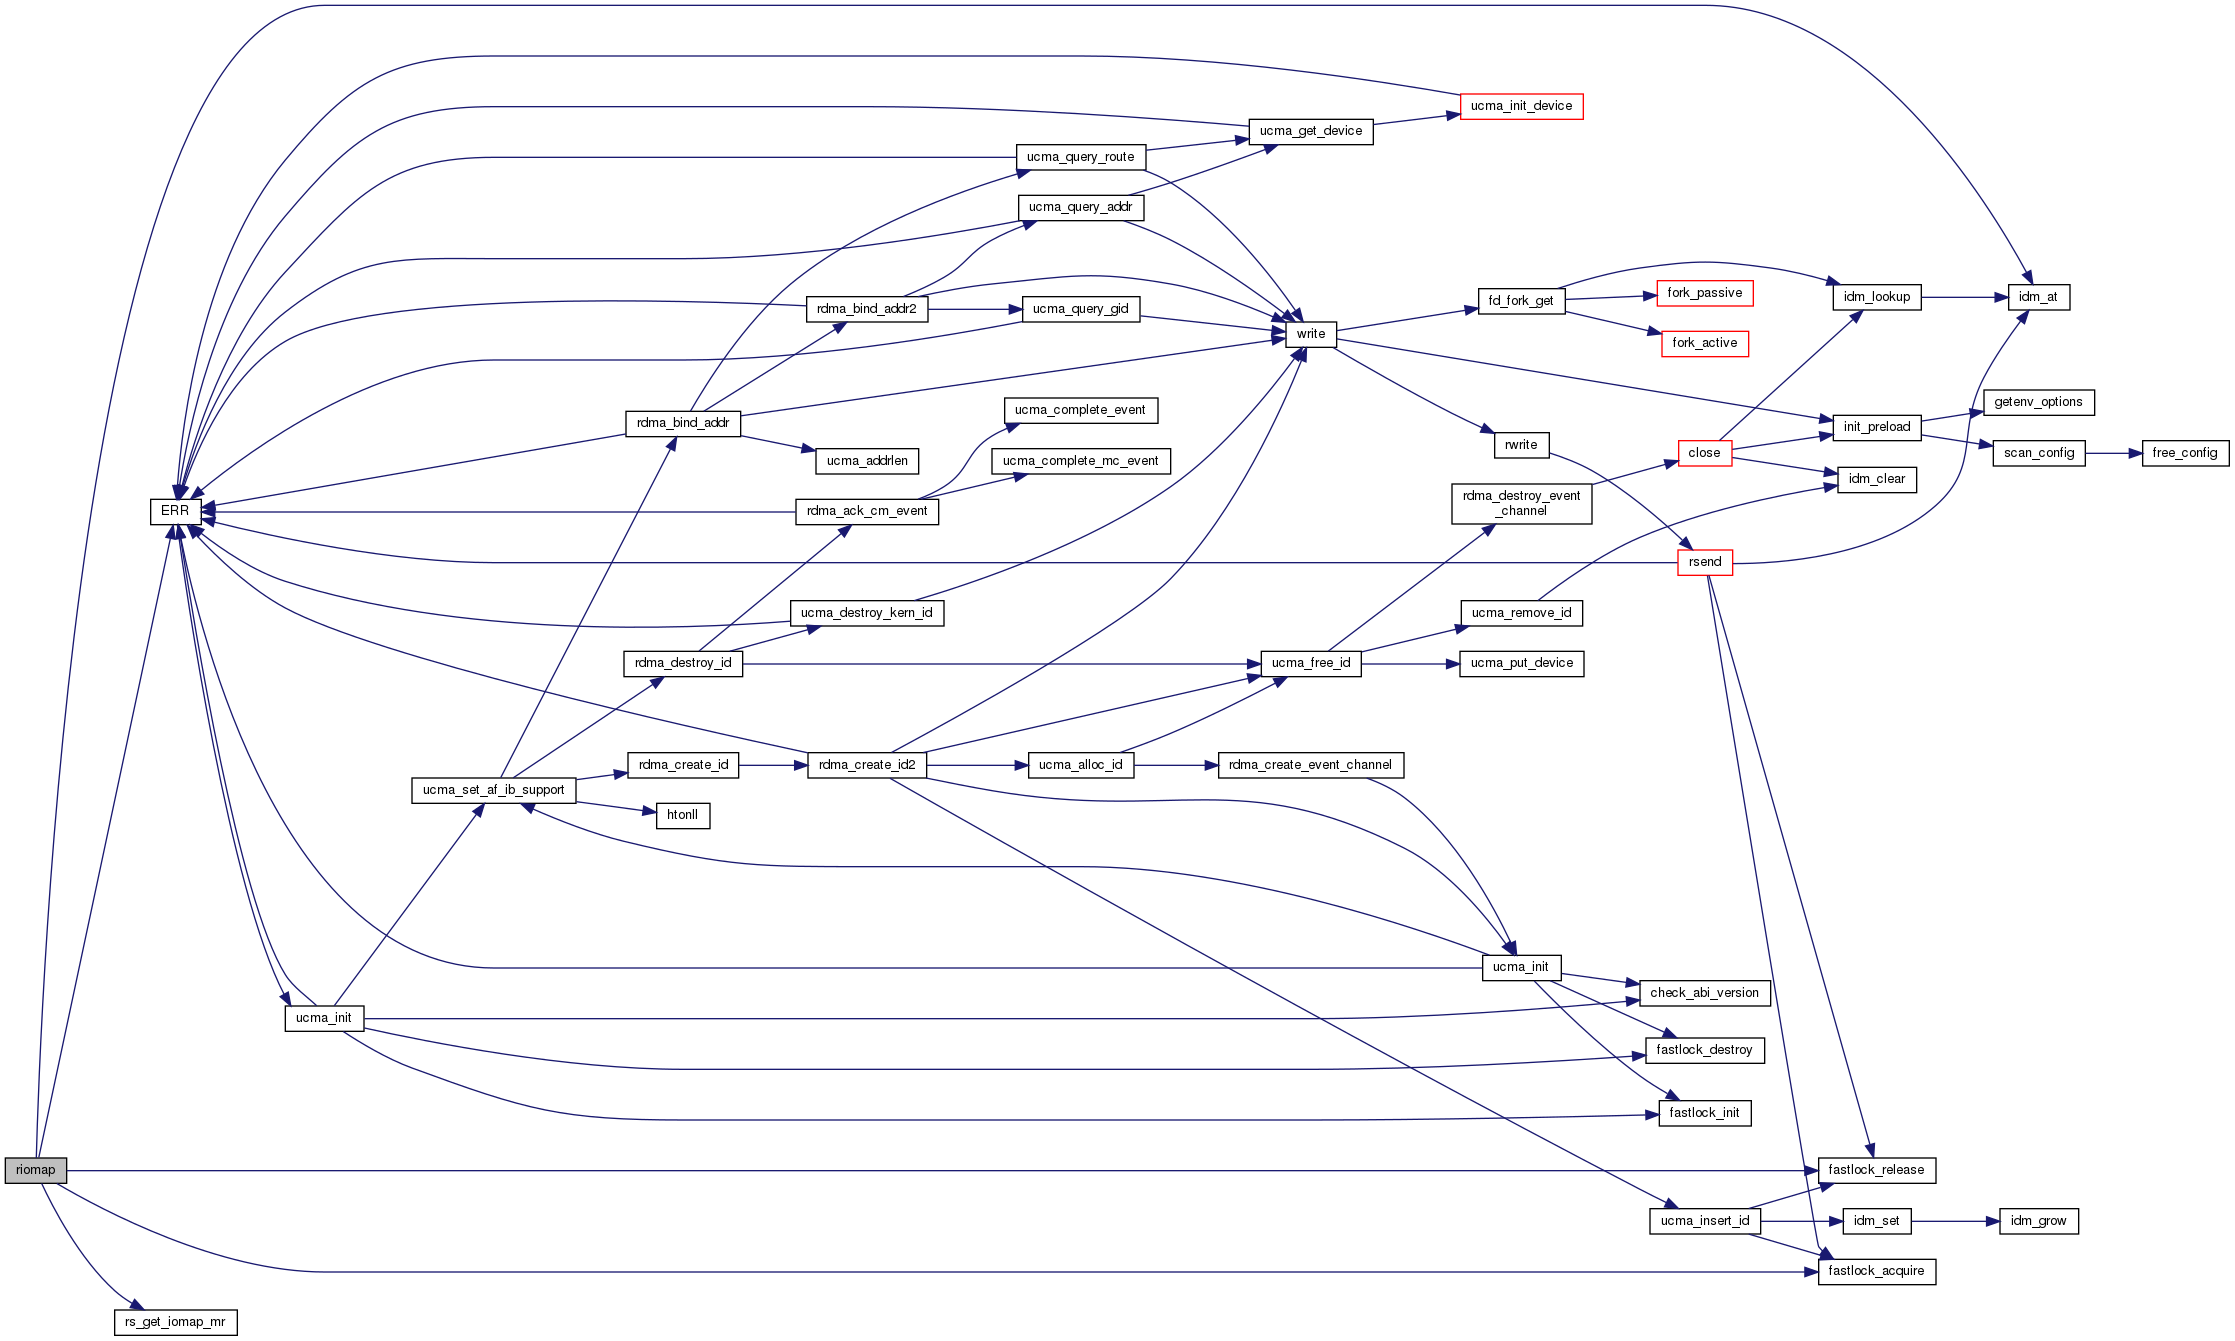 ucma_init_device
ucma_get_device
ucma_query_route
ucma_query_addr
fork_passive
idm_lookup
idm_at
fd_fork_get
rdma_bind_addr2
ucma_query_gid
write
fork_active
getenv_options
ucma_complete_event
rdma_bind_addr
init_preload
rwrite
close
scan_config
free_config
ucma_addrlen
ucma_complete_mc_event
idm_clear
rdma_destroy_event
_channel
ERR
rdma_ack_cm_event
rsend
ucma_destroy_kern_id
ucma_remove_id
rdma_destroy_id
ucma_free_id
ucma_put_device
rdma_create_id
rdma_create_id2
ucma_alloc_id
rdma_create_event_channel
ucma_set_af_ib_support
htonll
ucma_init
check_abi_version
ucma_init
fastlock_destroy
fastlock_init
riomap
fastlock_release
ucma_insert_id
idm_set
idm_grow
fastlock_acquire
rs_get_iomap_mr